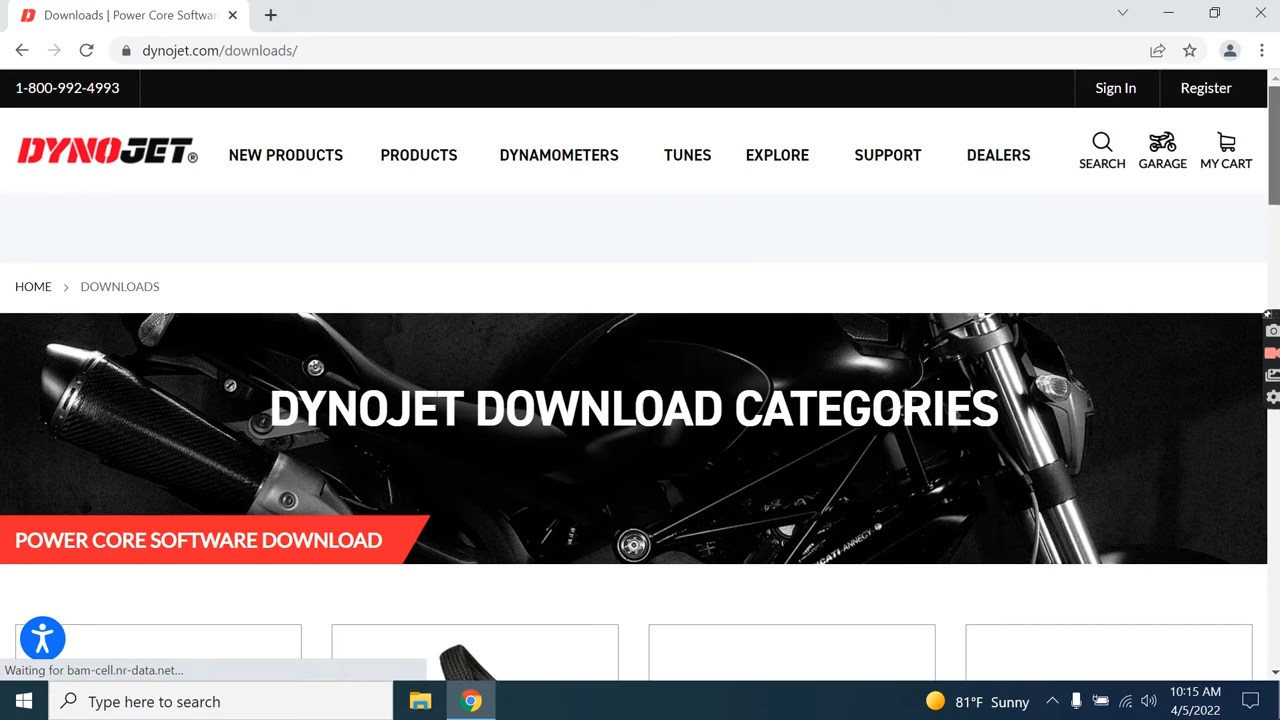 Downloads | Power Core Softwar
dynojet.com/downloads/
1-800-992-4993
Sign In
Register
DYNOJET®
NEW PRODUCTS
PRODUCTS
DYNAMOMETERS
TUNES
EXPLORE
SUPPORT
DEALERS
SEARCH
GARAGE
MY CART
HOME > DOWNLOADS
DYNOJET DOWNLOAD CATEGORIES
DUCATI ANNECY
POWER CORE SOFTWARE DOWNLOAD
Waiting for bam-cell.nr-data.net...
Type here to search
81°F Sunny
10:15 AM
4/5/2022